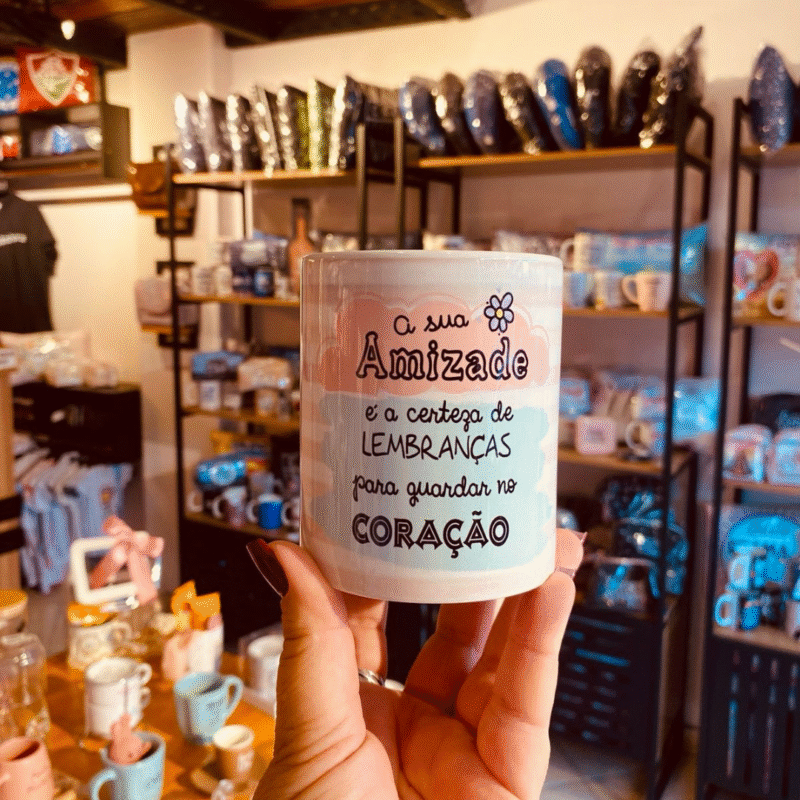 a sua
Amizade
é a certeza de
LEMBRANÇAS
para guardar no
CORAÇÃO